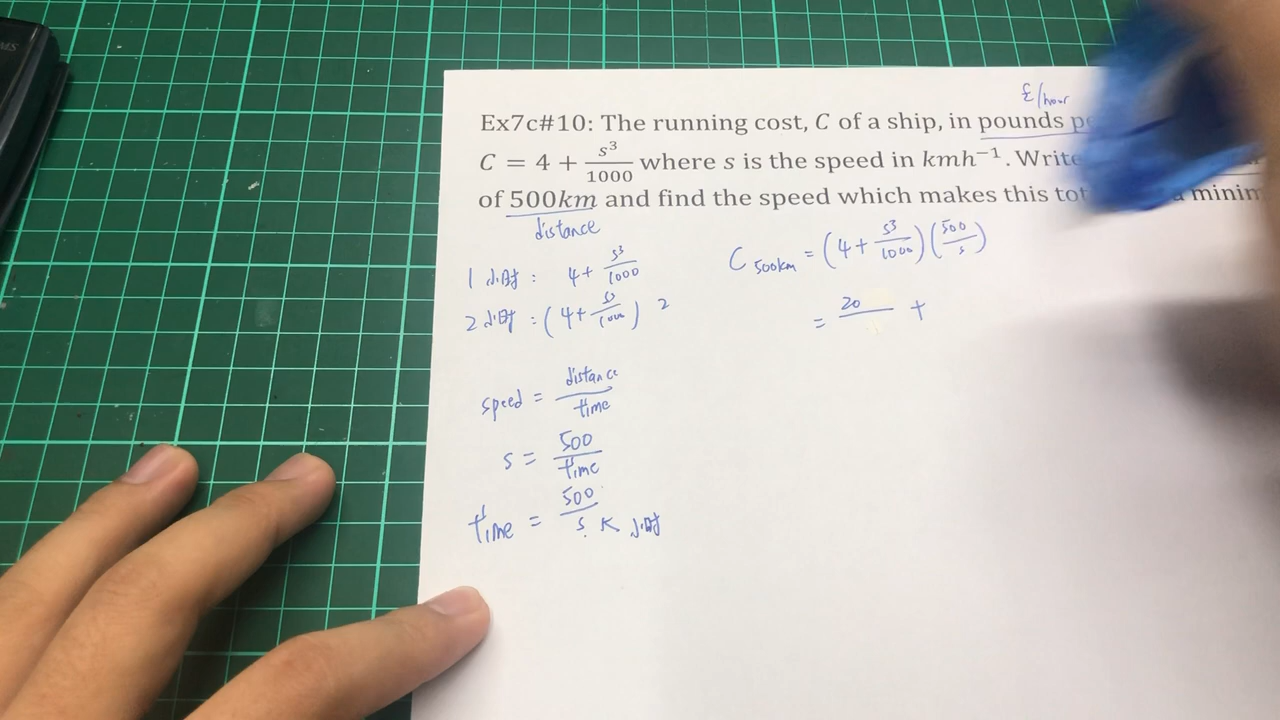 £/hour
Ex7c#10: The running cost, C of a ship, in pounds
C = 4 + s³/1000 where s is the speed in kmh⁻¹. Write
of 500km and find the speed which makes this
distance
1 小时 : 4 + s³/1000
2 小时 : (4 + s³/1000) 2
speed = distance/time
s = 500/time
time = 500/s 小时
C 500km = (4 + s³/1000)(500/s)
= 20 +